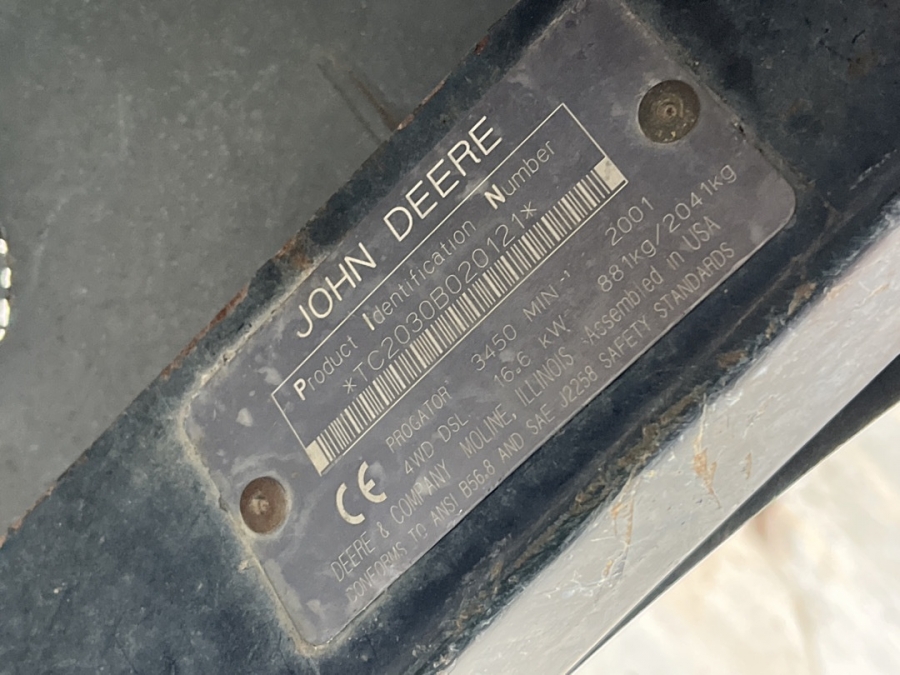 JOHN DEERE
Product Identification Number
*TC2030B020121*
PROGATOR 3450 MIN⁻¹ 2001
4WD DSL 16.6 KW 881kg/2041kg
CE
DEERE & COMPANY MOLINE, ILLINOIS Assembled in USA
CONFORMS TO ANSI B56.8 AND SAE J2258 SAFETY STANDARDS